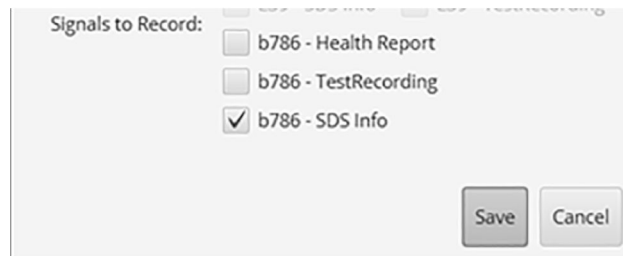 Signals to Record:
b786 - Health Report
b786 - TestRecording
b786 - SDS Info
Save
Cancel